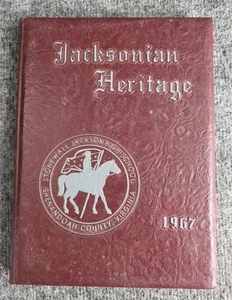 Jacksonian
Heritage
STONEWALL JACKSON HIGH SCHOOL
SHENANDOAH COUNTY, VIRGINIA
1967